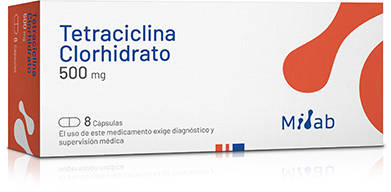 Tetraciclina
Clorhidrato
500 mg
8 Cápsulas
El uso de este medicamento exige diagnóstico y
supervisión médica
Milab